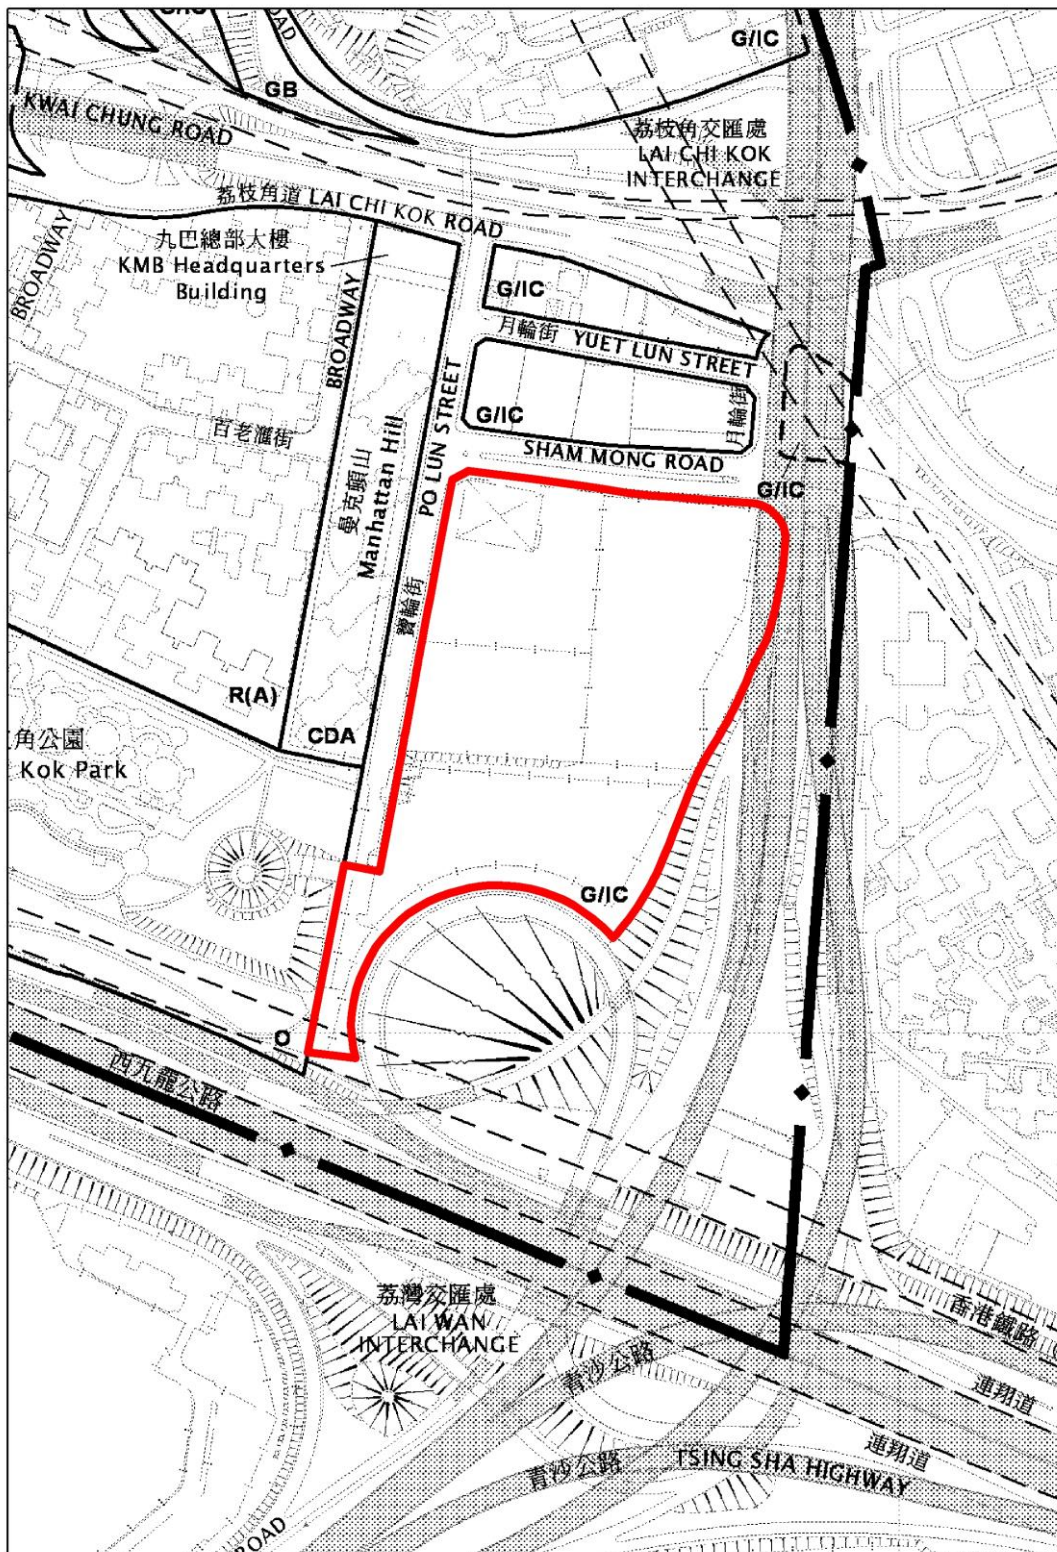 G/IC
GB
KWAI CHUNG ROAD
荔枝角交匯處
LAI CHI KOK
INTERCHANGE
荔枝角道 LAI CHI KOK ROAD
BROADWAY
九巴總部大樓
KMB Headquarters
Building
BROADWAY
G/IC
月輪街 YUET LUN STREET
G/IC
月輪街
SHAM MONG ROAD
G/IC
百老滙街
曼克頓山
Manhattan Hill
PO LUN STREET
寶輪街
R(A)
CDA
角公園
Kok Park
G/IC
O
西九龍公路
荔灣交匯處
LAI WAN
INTERCHANGE
青沙公路
香港鐵路
連翔道
連翔道
青沙公路 TSING SHA HIGHWAY
ROAD